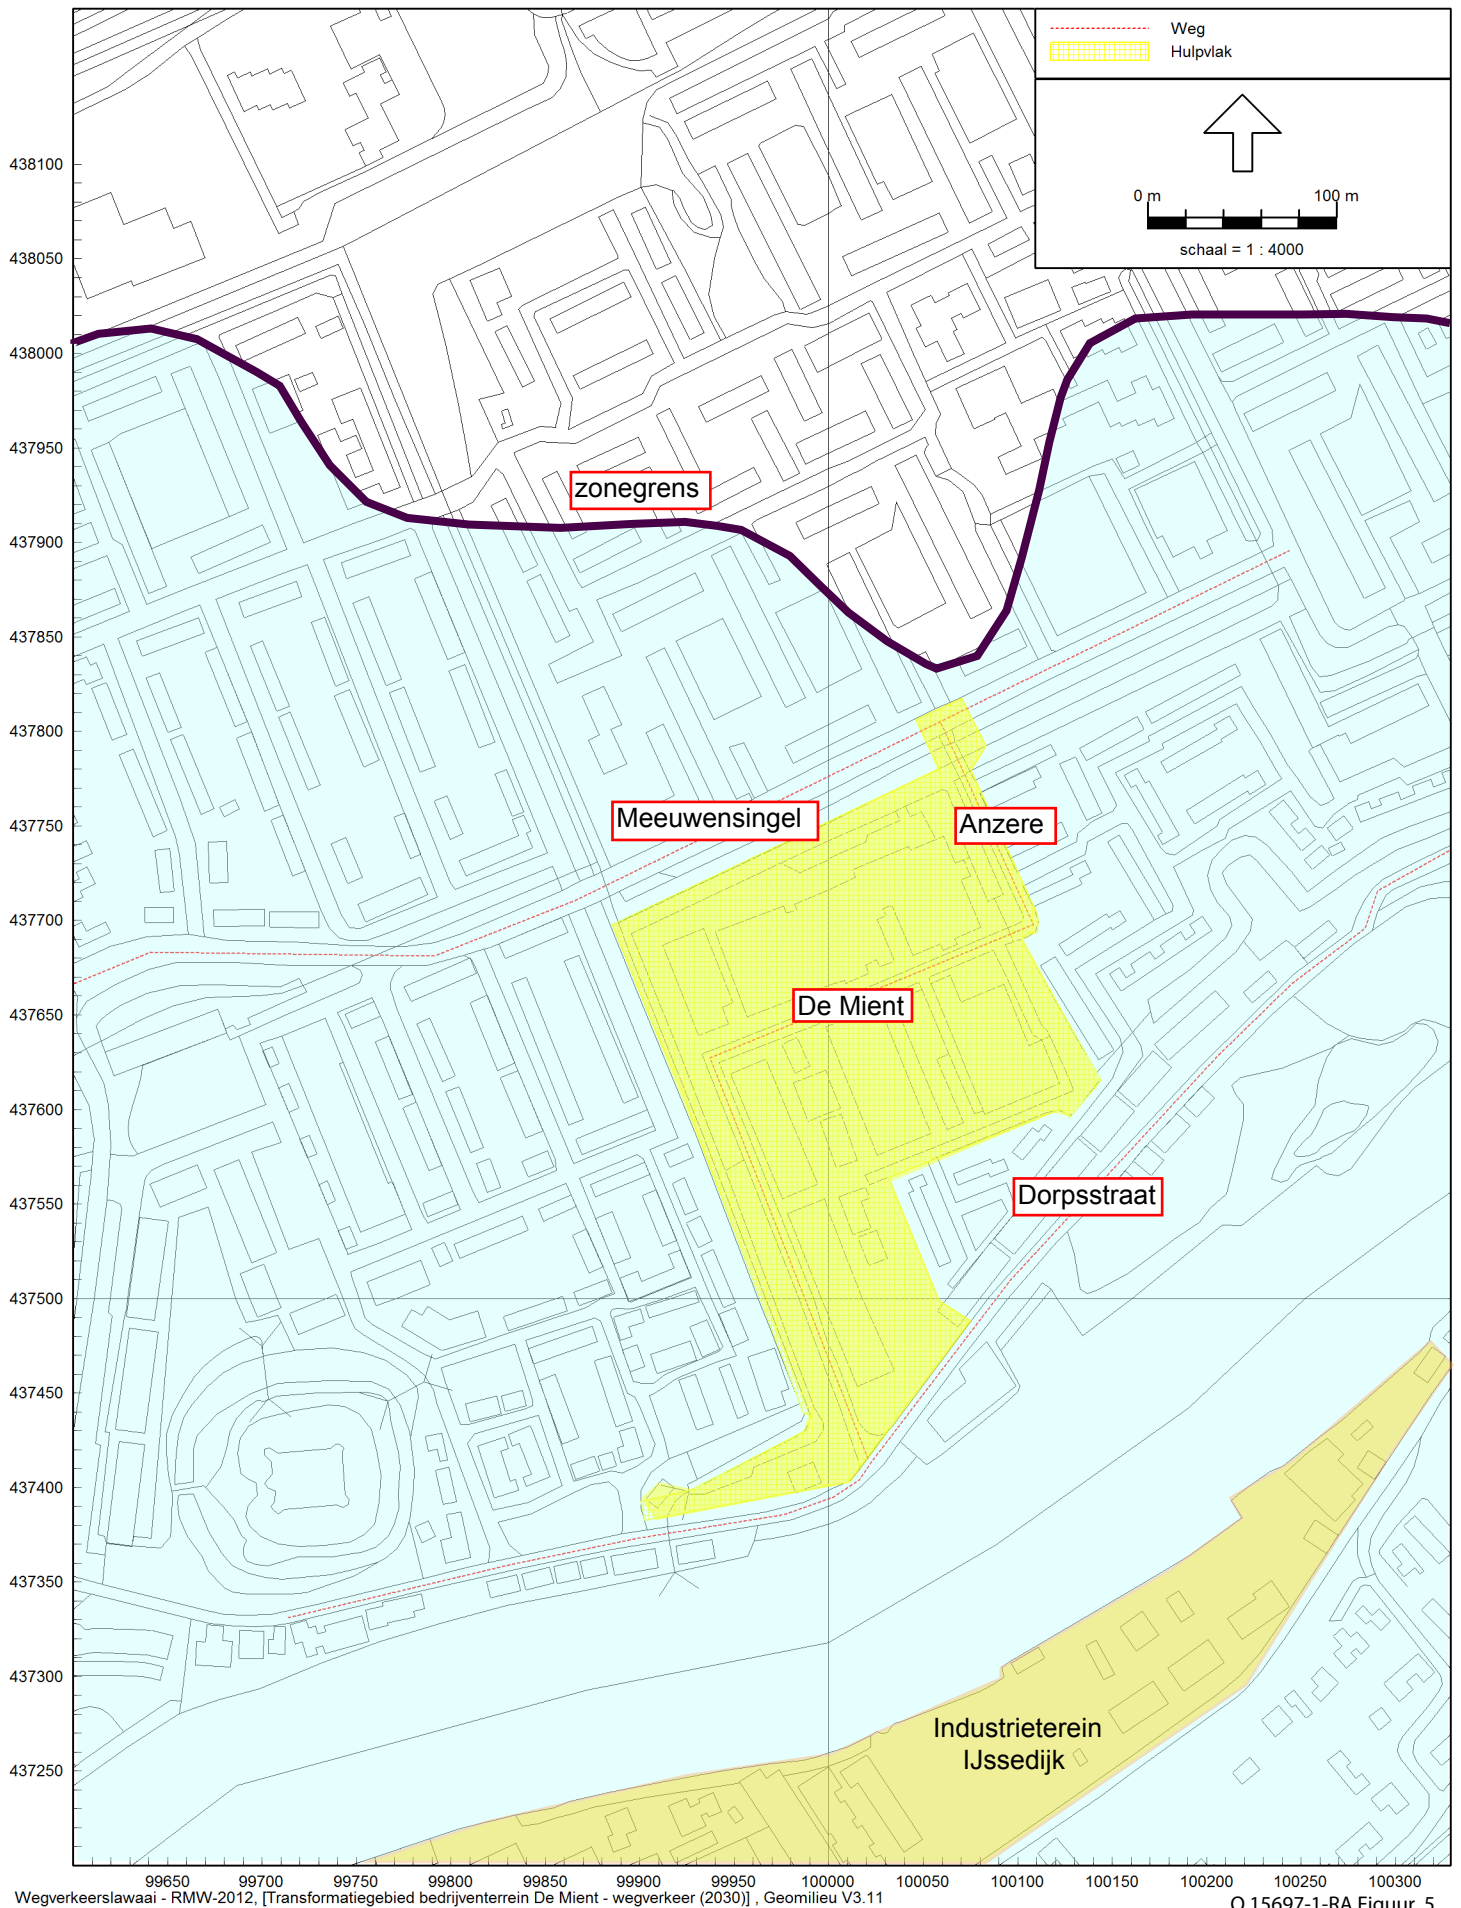 Weg
Hulpvlak
0 m 100 m
schaal = 1 : 4000
438100
438050
438000
437950
437900
437850
437800
437750
437700
437650
437600
437550
437500
437450
437400
437350
437300
437250
zonegrens
Meeuwensingel
Anzere
De Mient
Dorpsstraat
Industrieterein
IJssedijk
99650 99700 99750 99800 99850 99900 99950 100000 100050 100100 100150 100200 100250 100300
Wegverkeerslawaai - RMW-2012, [Transformatiegebied bedrijventerrein De Mient - wegverkeer (2030)] , Geomilieu V3.11
O 15697-1-RA Figuur 5